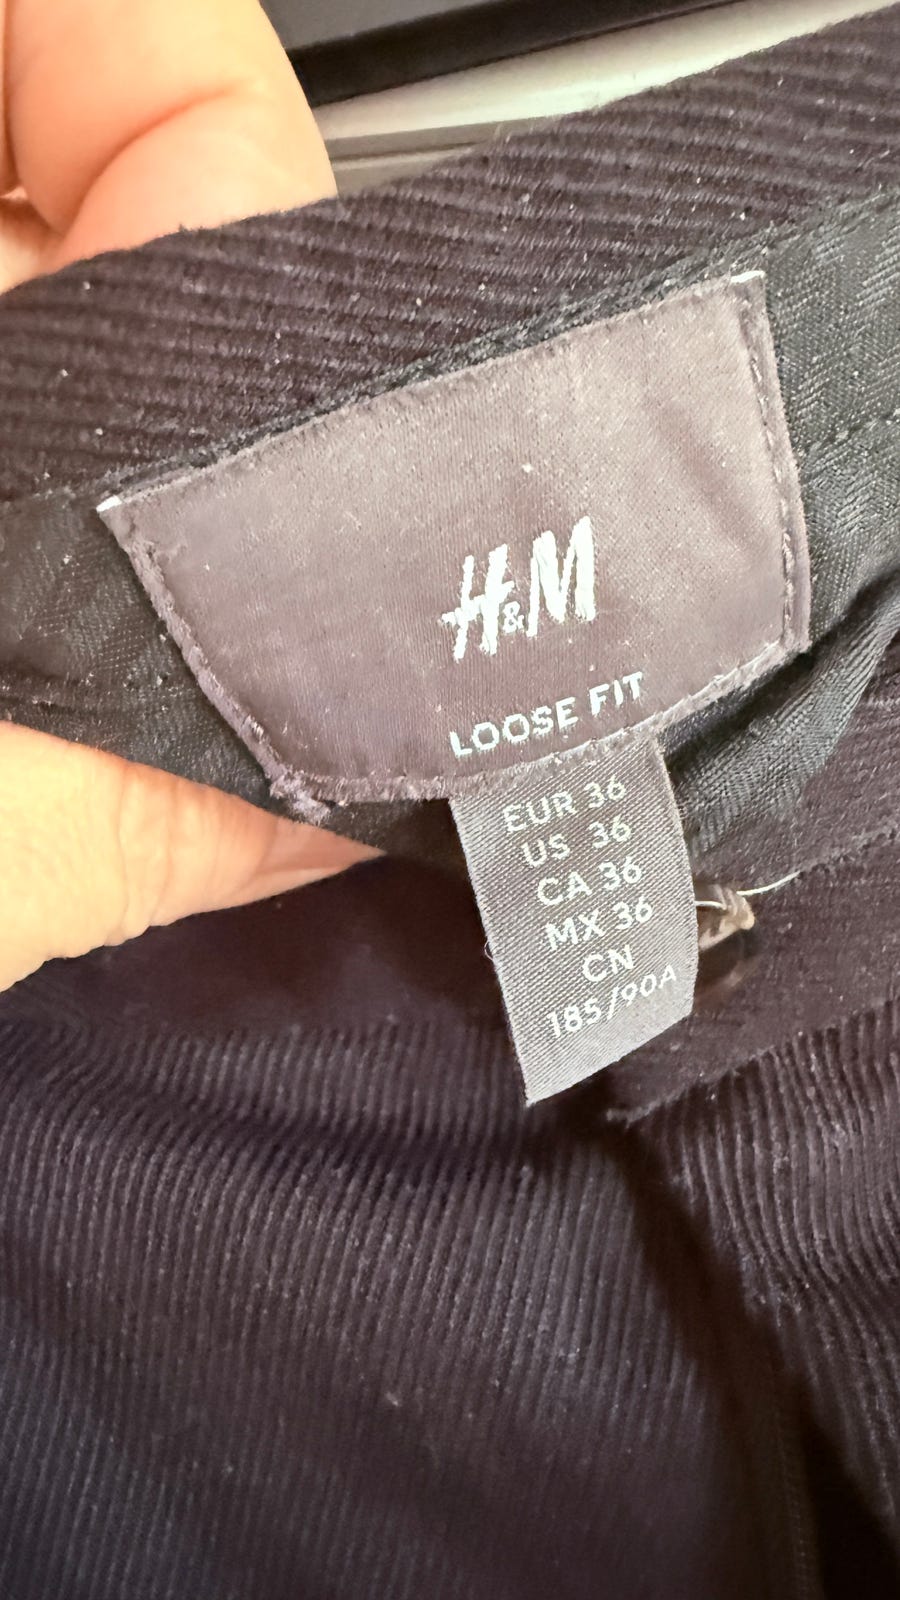 H&M
LOOSE FIT
EUR 36
US 36
CA 36
MX 36
CN
185/90A